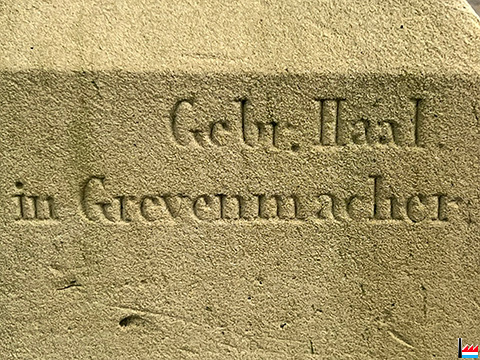 Gebr. Haal.
in Grevenmacher